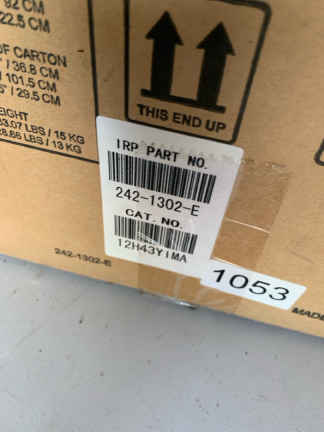 92 CM
22.5 CM
OF CARTON
/ 36.8 CM
/ 101.5 CM
/ 29.5 CM
33.07 LBS / 15 KG
28.66 LBS / 13 KG
THIS END UP
IRP PART NO.
242-1302-E
CAT. NO.
12H43Y1MA
242-1302-E
1053
MADE